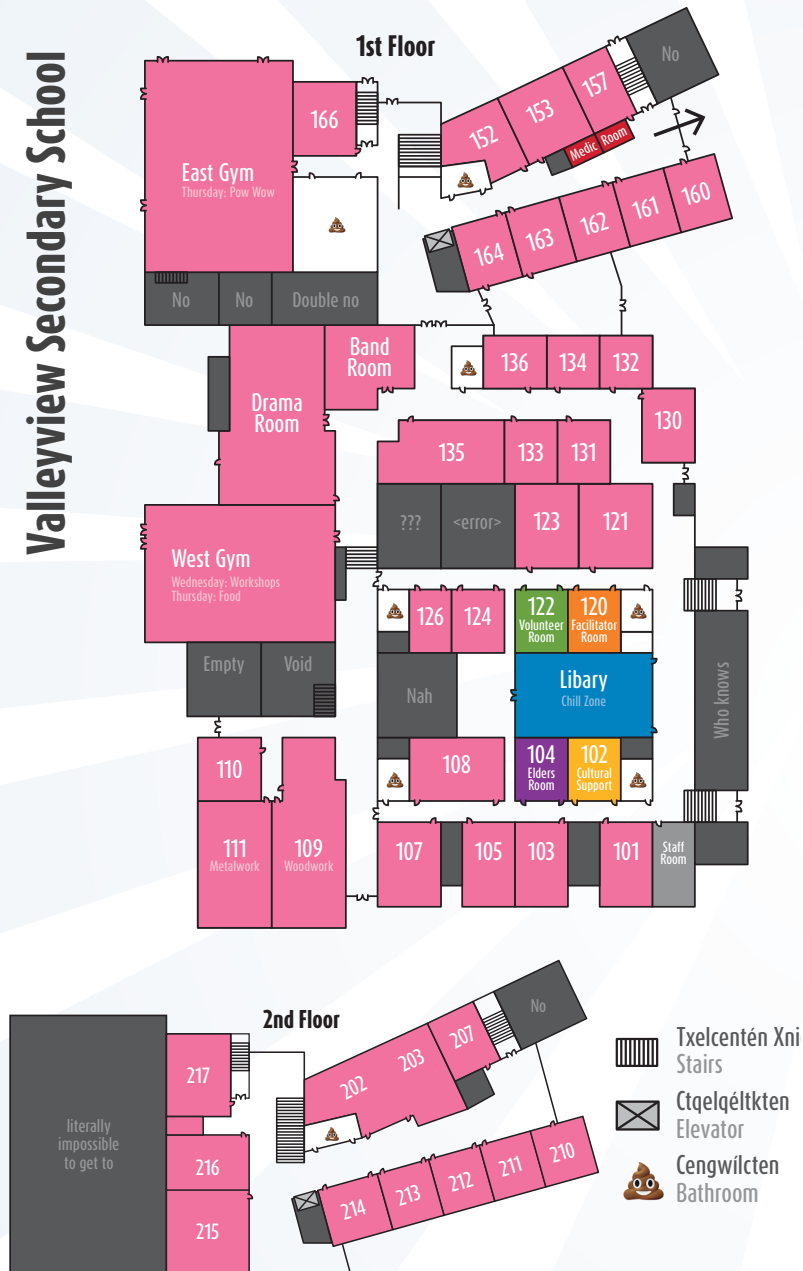 Valleyview Secondary School
1st Floor
No
157
153
152
166
Medic Room
East Gym
Thursday: Pow Wow
160
161
162
163
164
No
No
Double no
Band
Room
136
134
132
Drama
Room
130
135
133
131
???
<error>
123
121
West Gym
Wednesday: Workshops
Thursday: Food
126
124
122
Volunteer
Room
120
Facilitator
Room
Empty
Void
Nah
Libary
Chill Zone
Who knows
110
108
104
Elders
Room
102
Cultural
Support
111
Metalwork
109
Woodwork
107
105
103
101
Staff
Room
2nd Floor
No
207
203
202
217
literally
impossible
to get to
216
215
210
211
212
213
214
Txelcentén Xni
Stairs
Ctqelqéltkten
Elevator
Cengwílcten
Bathroom